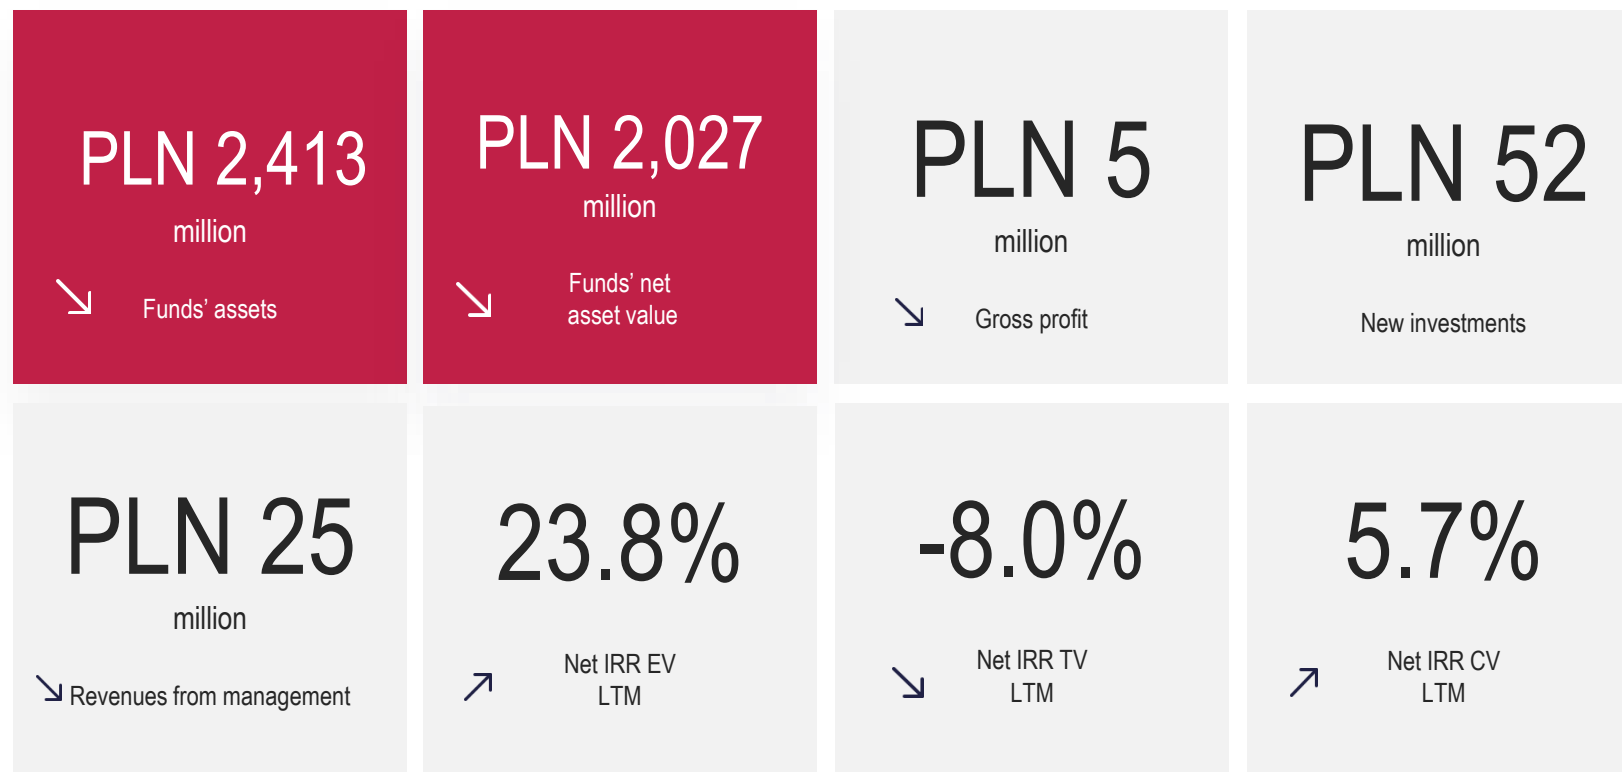 PLN 2,413
million
Funds’ assets
PLN 2,027
million
Funds’ net
asset value
PLN 5
million
Gross profit
PLN 52
million
New investments
PLN 25
million
Revenues from management
23.8%
Net IRR EV
LTM
-8.0%
Net IRR TV
LTM
5.7%
Net IRR CV
LTM